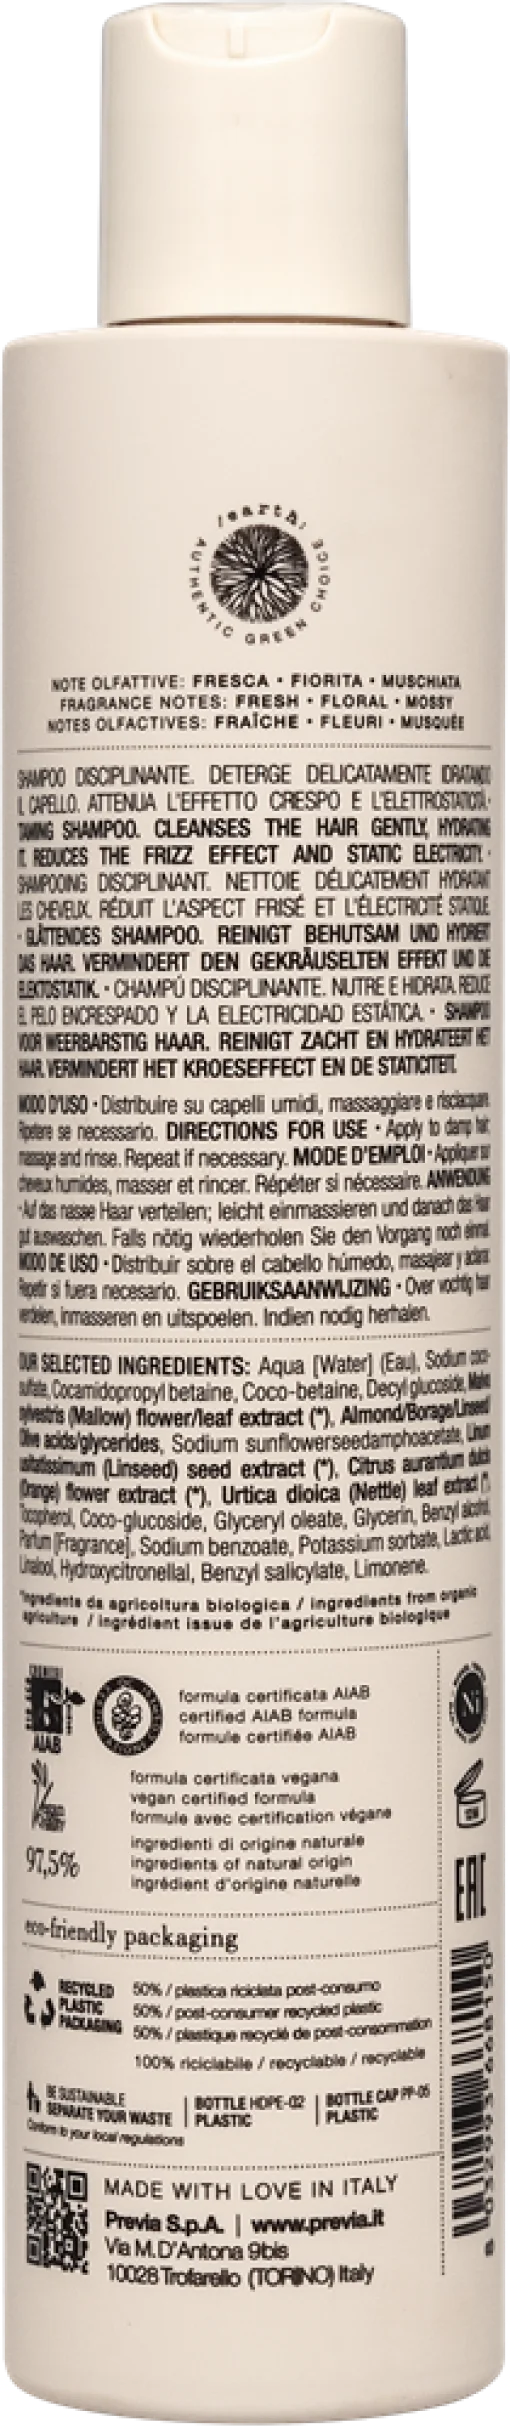 /earth/
AUTHENTIC GREEN CHOICE
NOTE OLFATTIVE: FRESCA • FIORITA • MUSCHIATA
FRAGRANCE NOTES: FRESH • FLORAL • MOSSY
NOTES OLFACTIVES: FRAÎCHE • FLEURI • MUSQUÉE
SHAMPOO DISCIPLINANTE. DETERGE DELICATAMENTE IDRATANDO
IL CAPELLO. ATTENUA L'EFFETTO CRESPO E L'ELETTROSTATICITÀ. •
TAMING SHAMPOO. CLEANSES THE HAIR GENTLY, HYDRATING
IT. REDUCES THE FRIZZ EFFECT AND STATIC ELECTRICITY. •
SHAMPOOING DISCIPLINANT. NETTOIE DÉLICATEMENT HYDRATANT
LES CHEVEUX. RÉDUIT L'ASPECT FRISÉ ET L'ÉLECTRICITÉ STATIQUE.
• GLÄTTENDES SHAMPOO. REINIGT BEHUTSAM UND HYDRIERT
DAS HAAR. VERMINDERT DEN GEKRÄUSELTEN EFFEKT UND DIE
ELEKTOSTATIK. • CHAMPÚ DISCIPLINANTE. NUTRE E HIDRATA. REDUCE
EL PELO ENCRESPADO Y LA ELECTRICIDAD ESTÁTICA. • SHAMPOO
VOOR WEERBARSTIG HAAR. REINIGT ZACHT EN HYDRATEERT HET
HAAR. VERMINDERT HET KROESEFFECT EN DE STATICITEIT.
MODO D'USO • Distribuire su capelli umidi, massaggiare e risciacquare.
Ripetere se necessario. DIRECTIONS FOR USE • Apply to damp hair,
massage and rinse. Repeat if necessary. MODE D'EMPLOI • Appliquer sur
cheveux humides, masser et rincer. Répéter si nécessaire. ANWENDUNG
• Auf das nasse Haar verteilen; leicht einmassieren und danach das Haar
gut auswaschen. Falls nötig wiederholen Sie den Vorgang noch einmal.
MODO DE USO • Distribuir sobre el cabello húmedo, masajear y aclarar.
Repetir si fuera necesario. GEBRUIKSAANWIJZING • Over vochtig haar
verdelen, inmasseren en uitspoelen. Indien nodig herhalen.
OUR SELECTED INGREDIENTS: Aqua [Water] (Eau), Sodium coco-
sulfate, Cocamidopropyl betaine, Coco-betaine, Decyl glucoside, Malva
sylvestris (Mallow) flower/leaf extract (*), Almond/Borage/Linseed/
Olive acids/glycerides, Sodium sunflowerseedamphoacetate, Linum
usitatissimum (Linseed) seed extract (*), Citrus aurantium dulcis
(Orange) flower extract (*), Urtica dioica (Nettle) leaf extract (*),
Tocopherol, Coco-glucoside, Glyceryl oleate, Glycerin, Benzyl alcohol,
Parfum [Fragrance], Sodium benzoate, Potassium sorbate, Lactic acid,
Linalool, Hydroxycitronellal, Benzyl salicylate, Limonene.
*ingredients da agricoltura biologica / ingredients from organic
agriculture / ingrédient issue de l'agriculture biologique
AIAB
formula certificata AIAB
certified AIAB formula
formule certifiée AIAB
Ni
formula certificata vegana
vegan certified formula
formule avec certification végane
12M
97,5%
ingredienti di origine naturale
ingredients of natural origin
ingrédient d'origine naturelle
EAC
eco-friendly packaging
RECYCLED
PLASTIC
PACKAGING
50% / plastica riciclata post-consumo
50% / post-consumer recycled plastic
50% / plastique recyclé de post-consommation
100% riciclabile / recyclable / recyclable
BE SUSTAINABLE
SEPARATE YOUR WASTE
Conform to your local regulations
BOTTLE HDPE-02
PLASTIC
BOTTLE CAP PP-05
PLASTIC
8 032993 668150
MADE WITH LOVE IN ITALY
Previa S.p.A. | www.previa.it
Via M. D'Antona 9bis
10028 Trofarello (TORINO) Italy